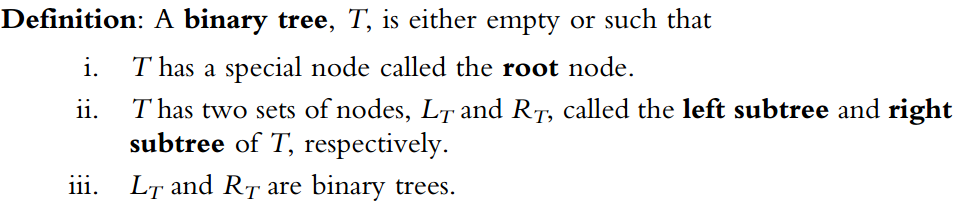 Definition: A binary tree, T, is either empty or such that
i. T has a special node called the root node.
ii. T has two sets of nodes, L_T and R_T, called the left subtree and right
subtree of T, respectively.
iii. L_T and R_T are binary trees.